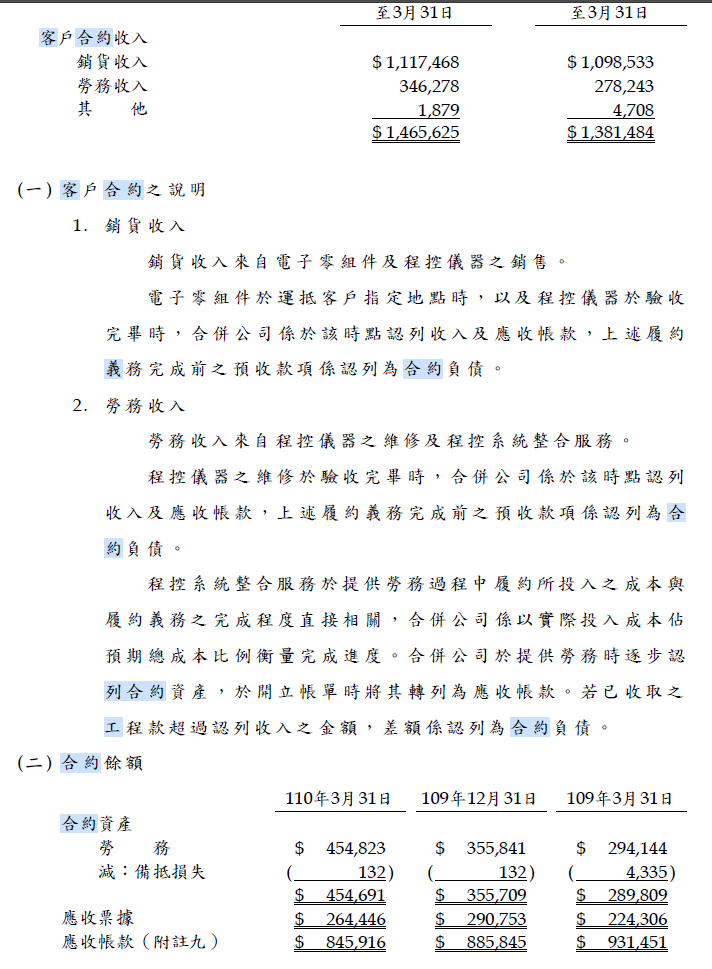 至3月31日 至3月31日
客戶合約收入
銷貨收入 $ 1,117,468 $ 1,098,533
勞務收入 346,278 278,243
其 他 1,879 4,708
$ 1,465,625 $ 1,381,484
(一) 客戶合約之說明
1. 銷貨收入
銷貨收入來自電子零組件及程控儀器之銷售。
電子零組件於運抵客戶指定地點時，以及程控儀器於驗收
完畢時，合併公司係於該時點認列收入及應收帳款，上述履約
義務完成前之預收款項係認列為合約負債。
2. 勞務收入
勞務收入來自程控儀器之維修及程控系統整合服務。
程控儀器之維修於驗收完畢時，合併公司係於該時點認列
收入及應收帳款，上述履約義務完成前之預收款項係認列為合
約負債。
程控系統整合服務於提供勞務過程中履約所投入之成本與
履約義務之完成程度直接相關，合併公司係以實際投入成本佔
預期總成本比例衡量完成進度。合併公司於提供勞務時逐步認
列合約資產，於開立帳單時將其轉列為應收帳款。若已收取之
工程款超過認列收入之金額，差額係認列為合約負債。
(二) 合約餘額
110年3月31日 109年12月31日 109年3月31日
合約資產
勞 務 $ 454,823 $ 355,841 $ 294,144
減：備抵損失 ( 132) ( 132) ( 4,335)
$ 454,691 $ 355,709 $ 289,809
應收票據 $ 264,446 $ 290,753 $ 224,306
應收帳款（附註九） $ 845,916 $ 885,845 $ 931,451